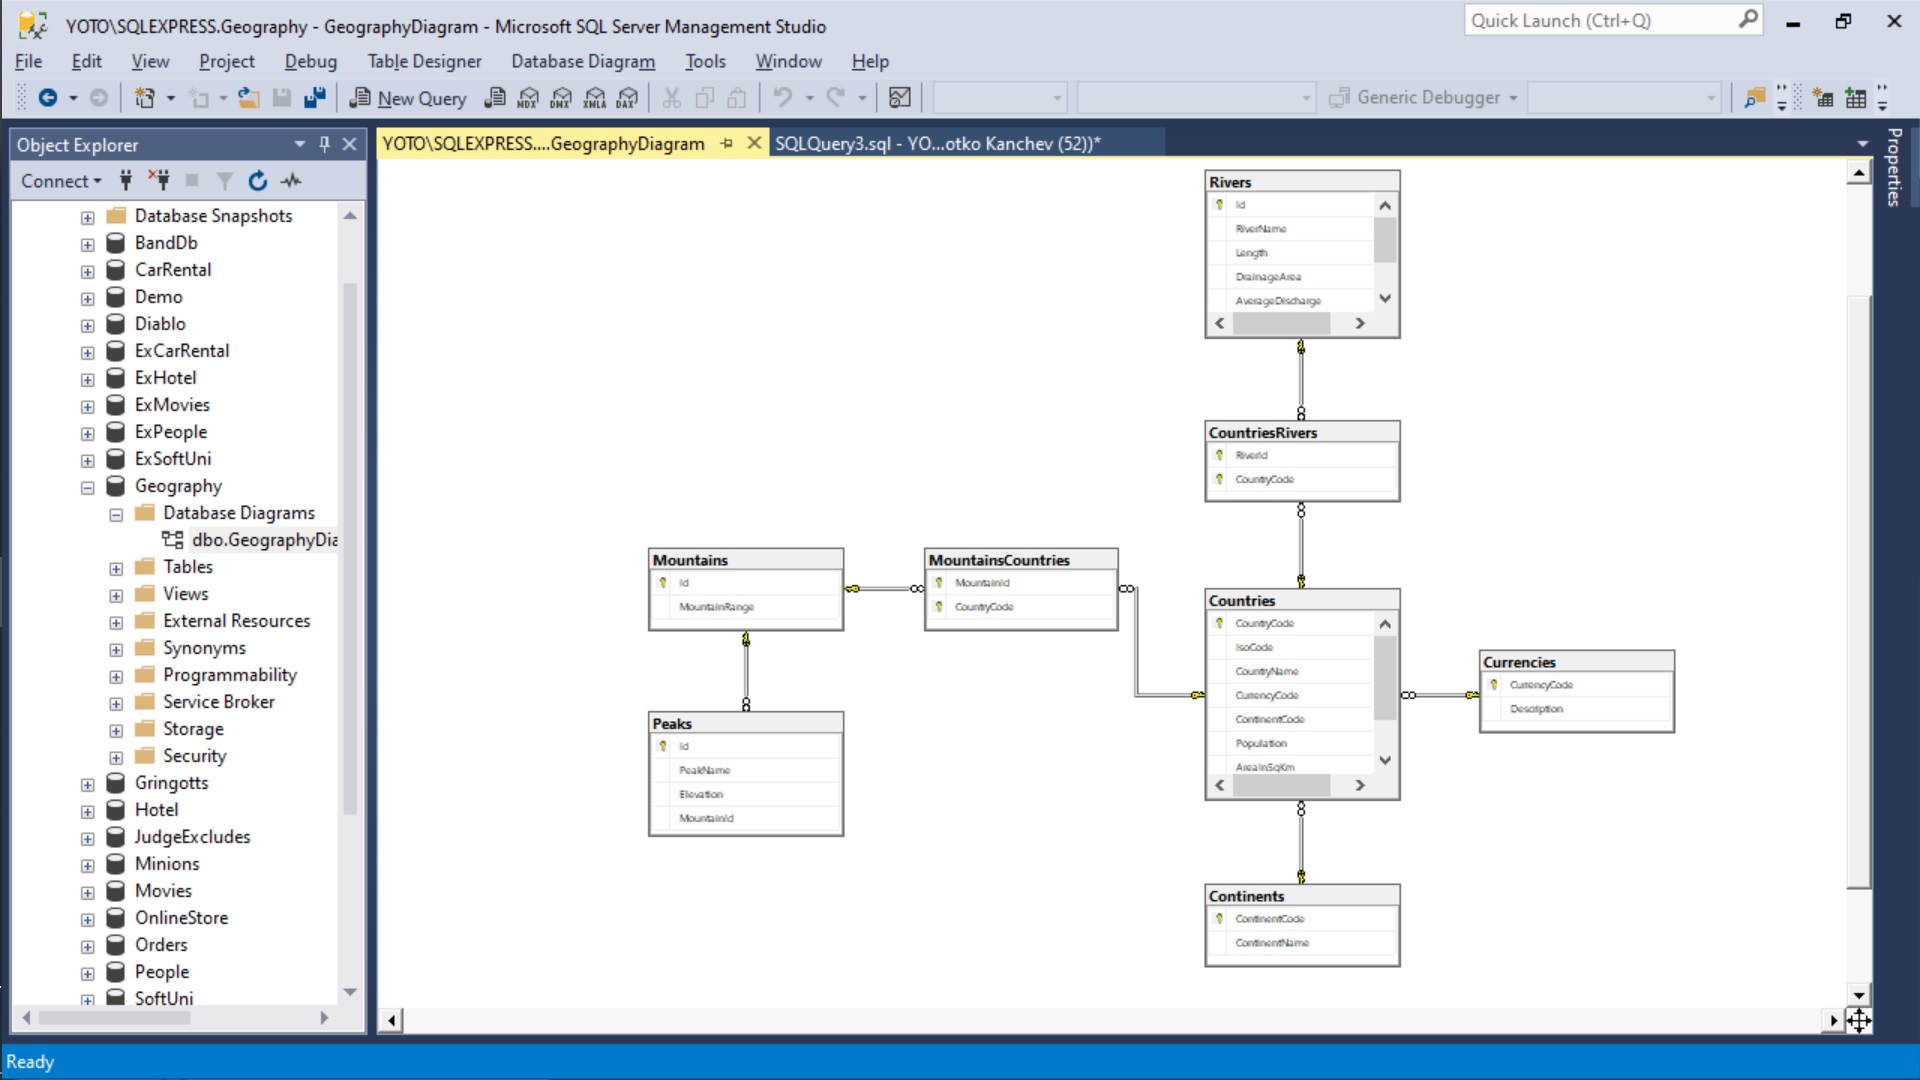 YOTO\SQLEXPRESS.Geography - GeographyDiagram - Microsoft SQL Server Management Studio
Quick Launch (Ctrl+Q)
File Edit View Project Debug Table Designer Database Diagram Tools Window Help
New Query MDX DMX XMLA DAX Generic Debugger
Object Explorer
Connect
Database Snapshots
BandDb
CarRental
Demo
Diablo
ExCarRental
ExHotel
ExMovies
ExPeople
ExSoftUni
Geography
Database Diagrams
dbo.GeographyDia
Tables
Views
External Resources
Synonyms
Programmability
Service Broker
Storage
Security
Gringotts
Hotel
JudgeExcludes
Minions
Movies
OnlineStore
Orders
People
SoftUni
YOTO\SQLEXPRESS....GeographyDiagram
SQLQuery3.sql - YO...otko Kanchev (52))*
Properties
Rivers
Id
RiverName
Length
DrainageArea
AverageDischarge
CountriesRivers
RiverId
CountryCode
Mountains
Id
MountainRange
MountainsCountries
MountainId
CountryCode
Countries
CountryCode
IsoCode
CountryName
CurrencyCode
ContinentCode
Population
AreaInSqKm
Currencies
CurrencyCode
Description
Peaks
Id
PeakName
Elevation
MountainId
Continents
ContinentCode
ContinentName
Ready